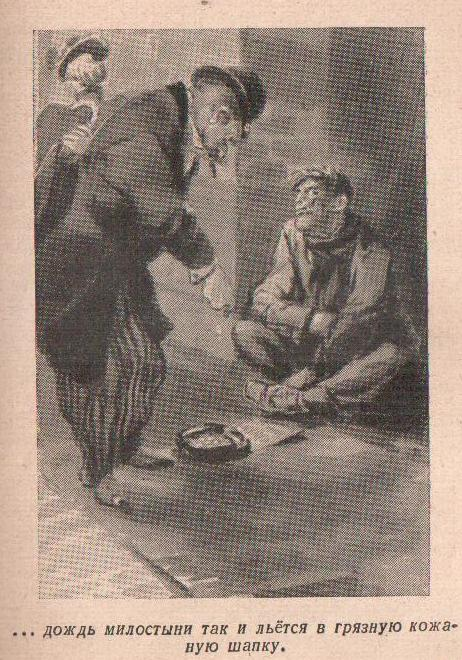 ... дождь милостыни так и льётся в грязную кожа-
ную шапку.